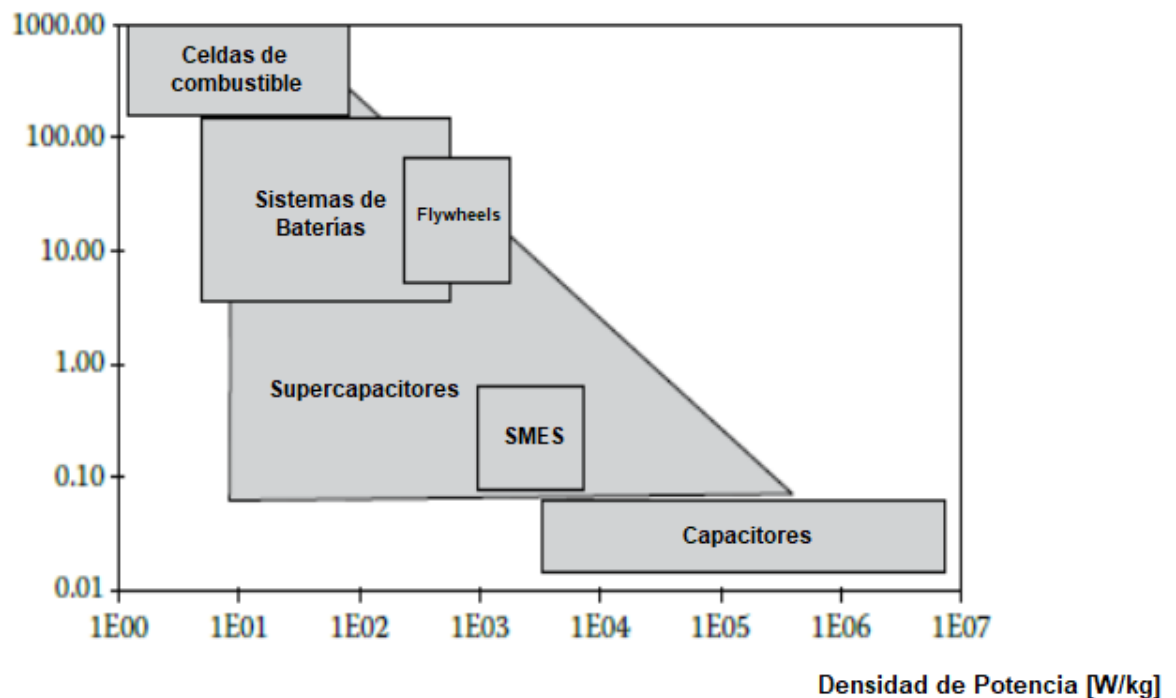 1000.00
Celdas de
combustible
100.00
Sistemas de
Baterías
Flywheels
10.00
1.00
Supercapacitores
SMES
0.10
Capacitores
0.01
1E00 1E01 1E02 1E03 1E04 1E05 1E06 1E07
Densidad de Potencia [W/kg]